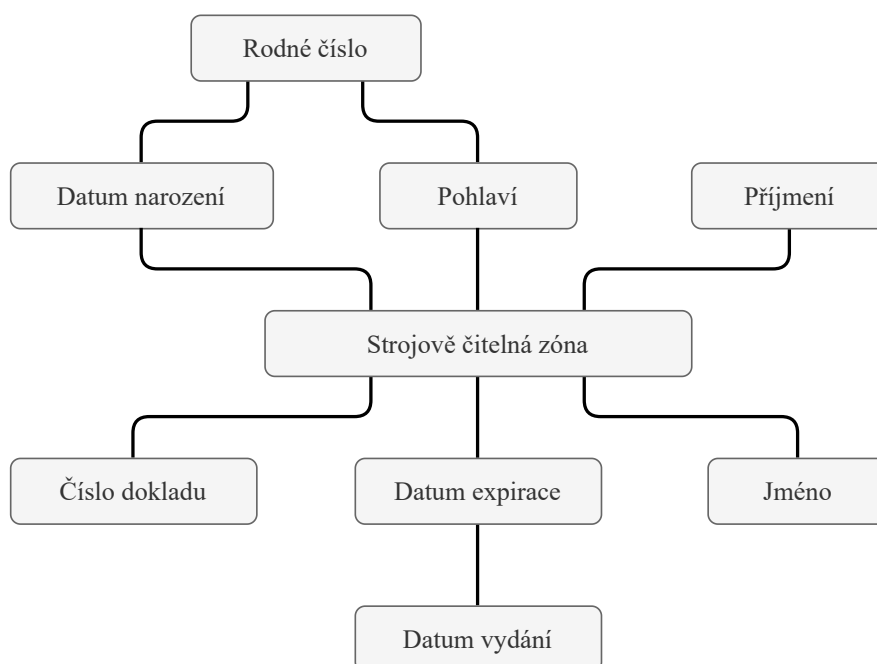 Rodné číslo
Datum narození
Pohlaví
Příjmení
Strojově čitelná zóna
Číslo dokladu
Datum expirace
Jméno
Datum vydání